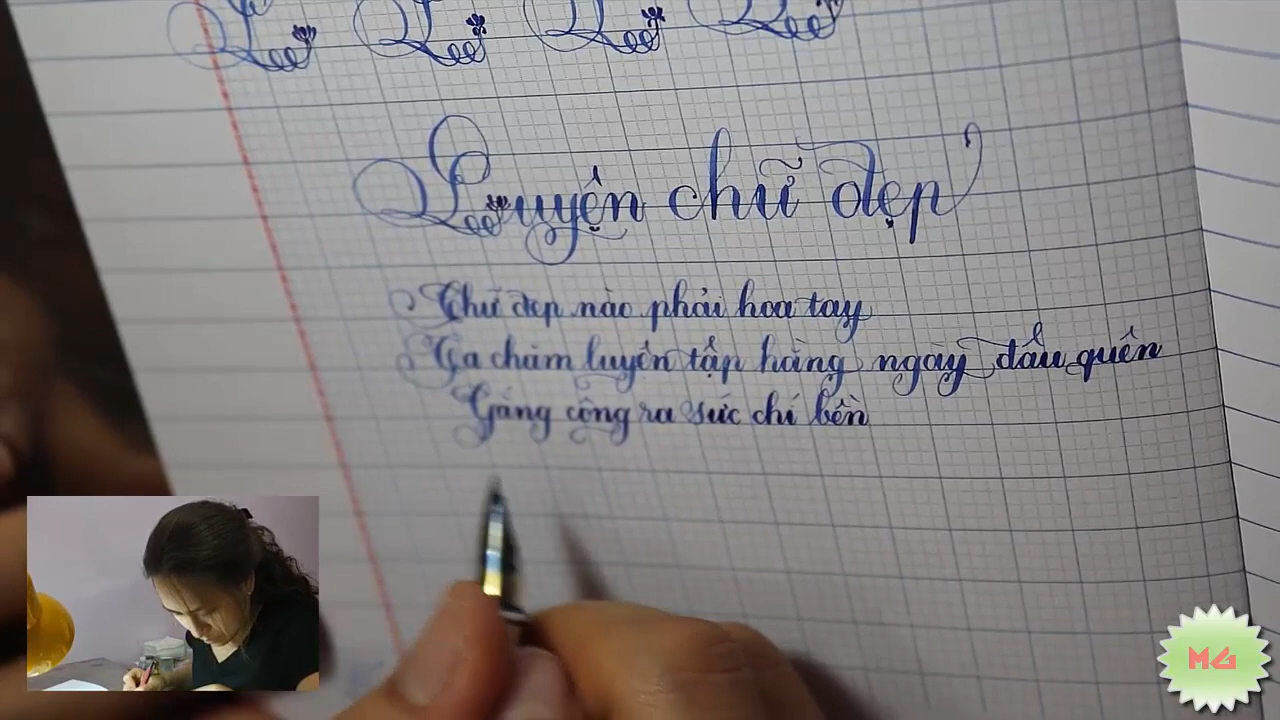 L L L L
Luyện chữ đẹp
Chữ đẹp nào phải hoa tay
Ta chăm luyện tập hàng ngày đấu quên
Gắng công ra sức chí bền
MG